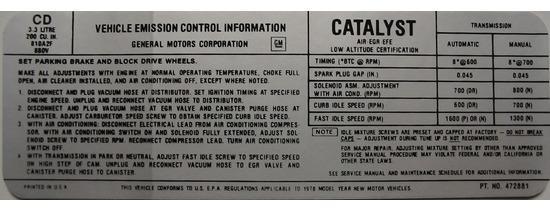 CD
3.3 LITRE
200 CU. IN.
810A2F
880V
VEHICLE EMISSION CONTROL INFORMATION
GENERAL MOTORS CORPORATION GM
CATALYST
AIR-EGR EFE
LOW ALTITUDE CERTIFICATION
TRANSMISSION
AUTOMATIC MANUAL
SET PARKING BRAKE AND BLOCK DRIVE WHEELS.
MAKE ALL ADJUSTMENTS WITH ENGINE AT NORMAL OPERATING TEMPERATURE, CHOKE FULL
OPEN, AIR CLEANER INSTALLED, AND AIR CONDITIONING OFF, EXCEPT WHERE NOTED.
1. DISCONNECT AND PLUG VACUUM HOSE AT DISTRIBUTOR. SET IGNITION TIMING AT SPECIFIED
ENGINE SPEED. UNPLUG AND RECONNECT VACUUM HOSE TO DISTRIBUTOR.
2. DISCONNECT AND PLUG VACUUM HOSE AT EGR VALVE AND CANISTER PURGE HOSE AT
CANISTER. ADJUST CARBURETOR SPEED SCREW TO OBTAIN SPECIFIED CURB IDLE SPEED.
3. WITH AIR CONDITIONING: DISCONNECT ELECTRICAL LEAD FROM AIR CONDITIONING COMPRESSOR.
WITH AIR CONDITIONING SWITCH ON AND SOLENOID FULLY EXTENDED, ADJUST SOL-
ENOID SCREW TO SPECIFIED RPM. RECONNECT COMPRESSOR LEAD. TURN AIR CONDITIONING
SWITCH OFF.
4. WITH TRANSMISSION IN PARK OR NEUTRAL, ADJUST FAST IDLE SCREW TO SPECIFIED SPEED
ON HIGH STEP OF CAM. UNPLUG AND RECONNECT VACUUM HOSE TO EGR VALVE AND
CANISTER PURGE HOSE TO CANISTER.
TIMING (°BTC @ RPM) 8°@600 8°@700
SPARK PLUG GAP (IN.) 0.045 0.045
SOLENOID ASM. ADJUSTMENT
WITH AIR COND. (RPM) 700 (DR) 800 (N)
CURB IDLE SPEED (RPM) 600 (DR) 700 (N)
FAST IDLE SPEED (RPM) 1600 (P) OR (N) 1300 (N)
NOTE IDLE MIXTURE SCREWS ARE PRESET AND CAPPED AT FACTORY — DO NOT BREAK
CAPS — ADJUSTMENT DURING TUNE UP IS NOT RECOMMENDED.
FOR MAJOR REPAIR, ADJUSTING MIXTURE SETTING BY OTHER THAN APPROVED
SERVICE MANUAL PROCEDURE MAY VIOLATE FEDERAL AND/OR CALIFORNIA OR
OTHER STATE LAWS.
SEE SERVICE MANUAL AND MAINTENANCE SCHEDULE FOR ADDITIONAL INFORMATION.
PRINTED IN U.S.A. THIS VEHICLE CONFORMS TO U.S. E.P.A. REGULATIONS APPLICABLE TO 1978 MODEL YEAR NEW MOTOR VEHICLES. PT. NO. 472881